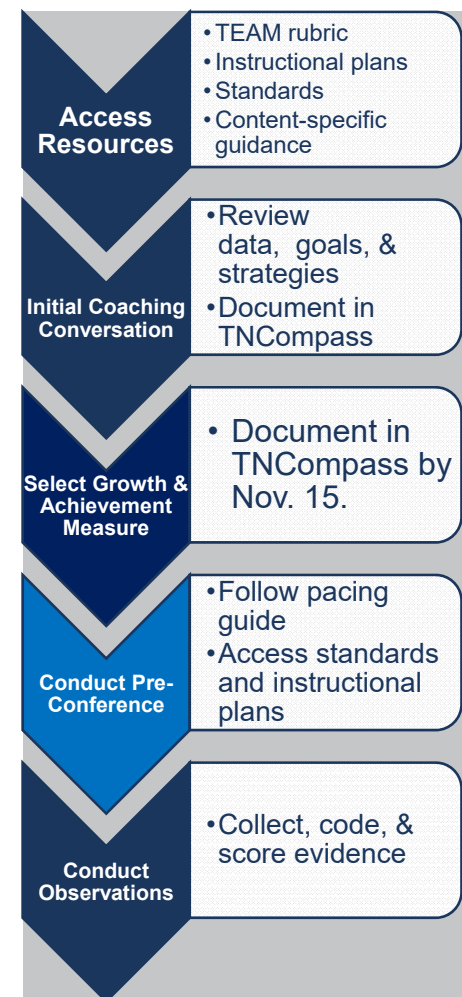 Access
Resources
• TEAM rubric
• Instructional plans
• Standards
• Content-specific
guidance
Initial Coaching
Conversation
• Review
data, goals, &
strategies
• Document in
TNCompass
Select Growth &
Achievement
Measure
• Document in
TNCompass by
Nov. 15.
Conduct Pre-
Conference
• Follow pacing
guide
• Access standards
and instructional
plans
Conduct
Observations
• Collect, code, &
score evidence